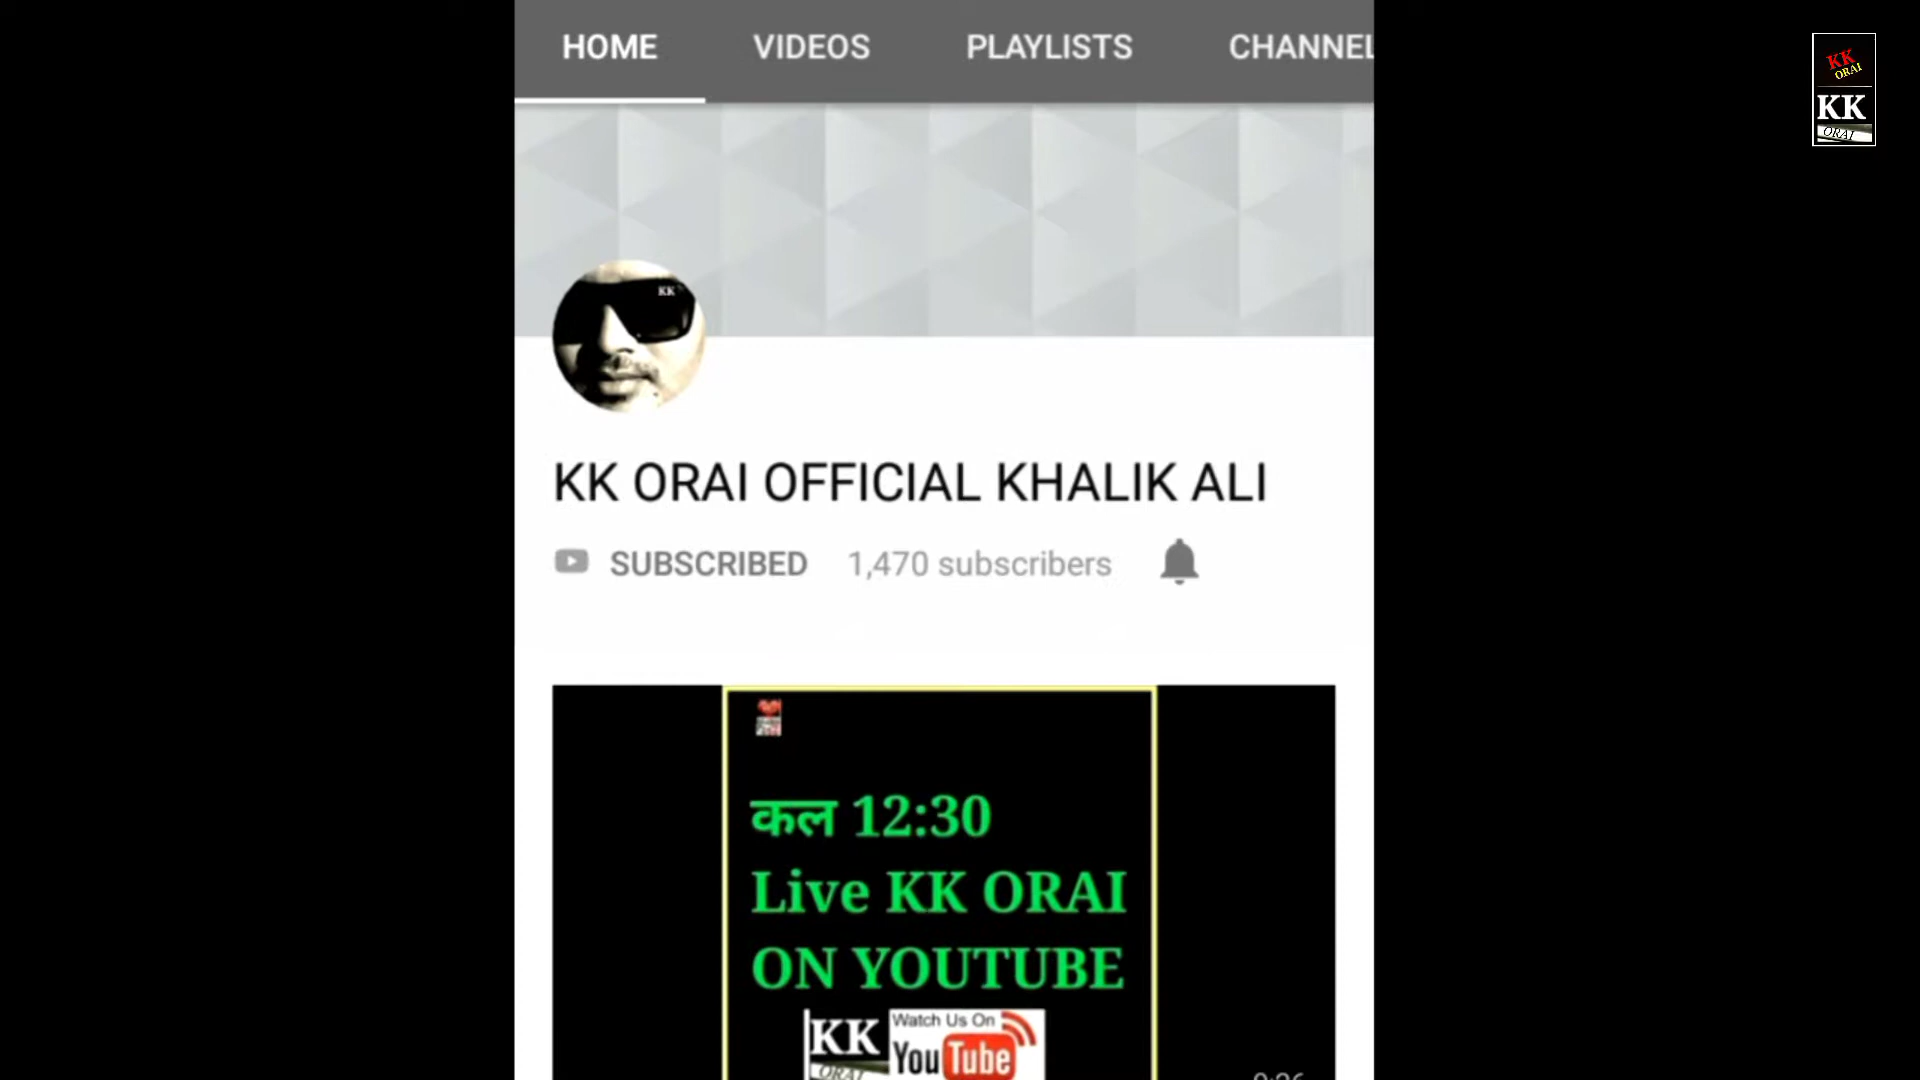 HOME VIDEOS PLAYLISTS CHANNEL
KK
ORAI
KK
ORAI
KK
KK ORAI OFFICIAL KHALIK ALI
SUBSCRIBED 1,470 subscribers
कल 12:30
Live KK ORAI
ON YOUTUBE
KK
ORAI
Watch Us On
YouTube